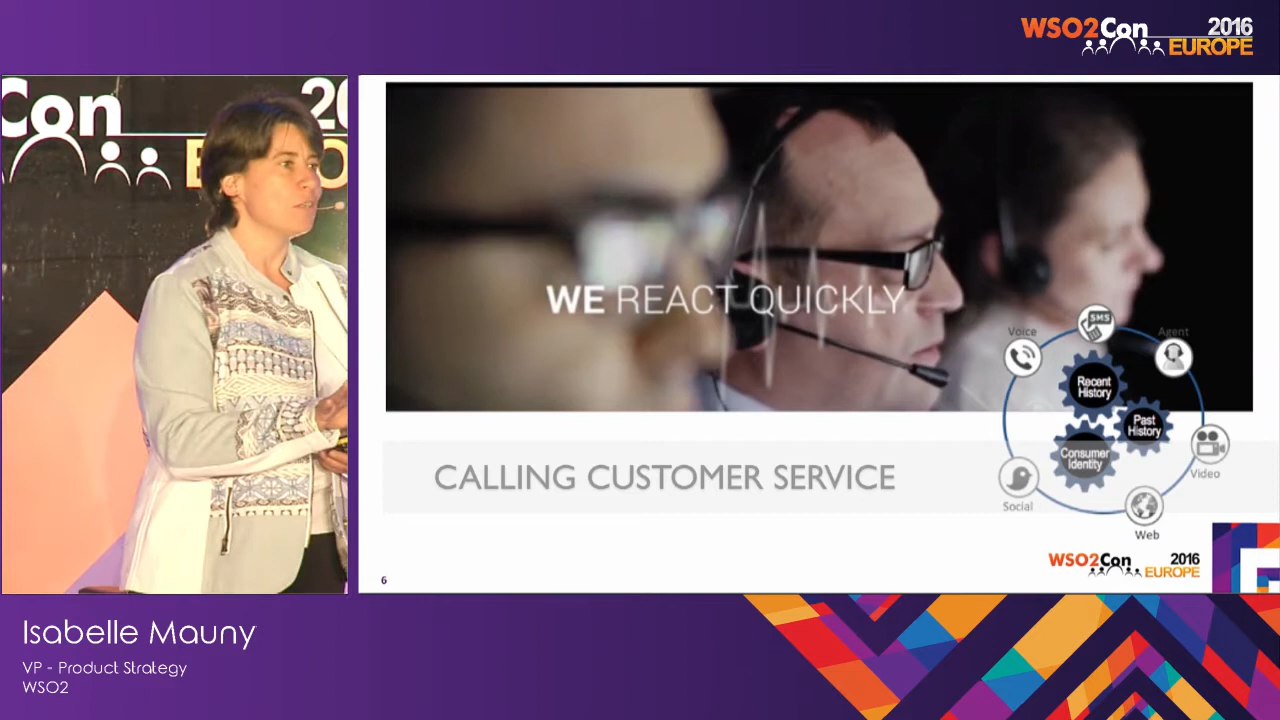 WSO2Con 2016
EUROPE
Con 20
E O
WE REACT QUICKLY
Voice
SMS
Agent
Recent
History
Past
History
Consumer
Identity
Video
Social
Web
CALLING CUSTOMER SERVICE
WSO2Con 2016
EUROPE
6
Isabelle Mauny
VP - Product Strategy
WSO2